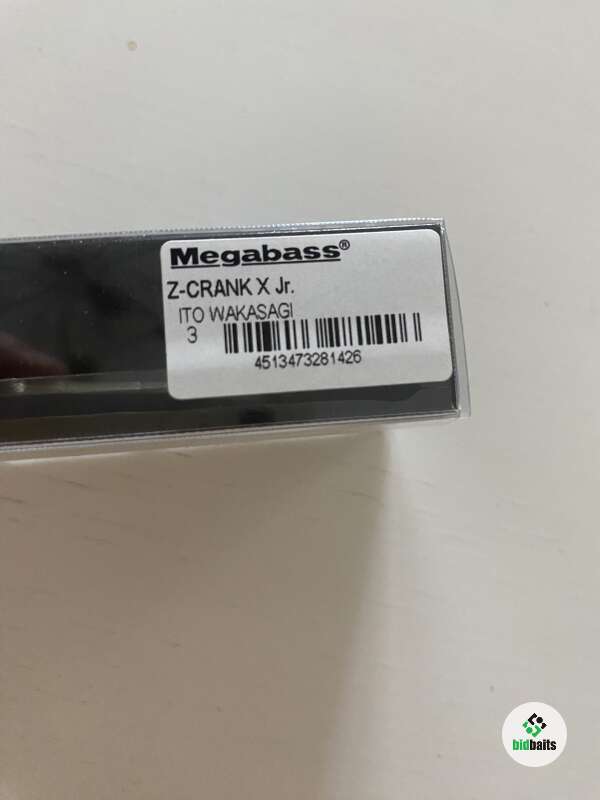 Megabass®
Z-CRANK X Jr.
ITO WAKASAGI
3
4513473281426
bidbaits